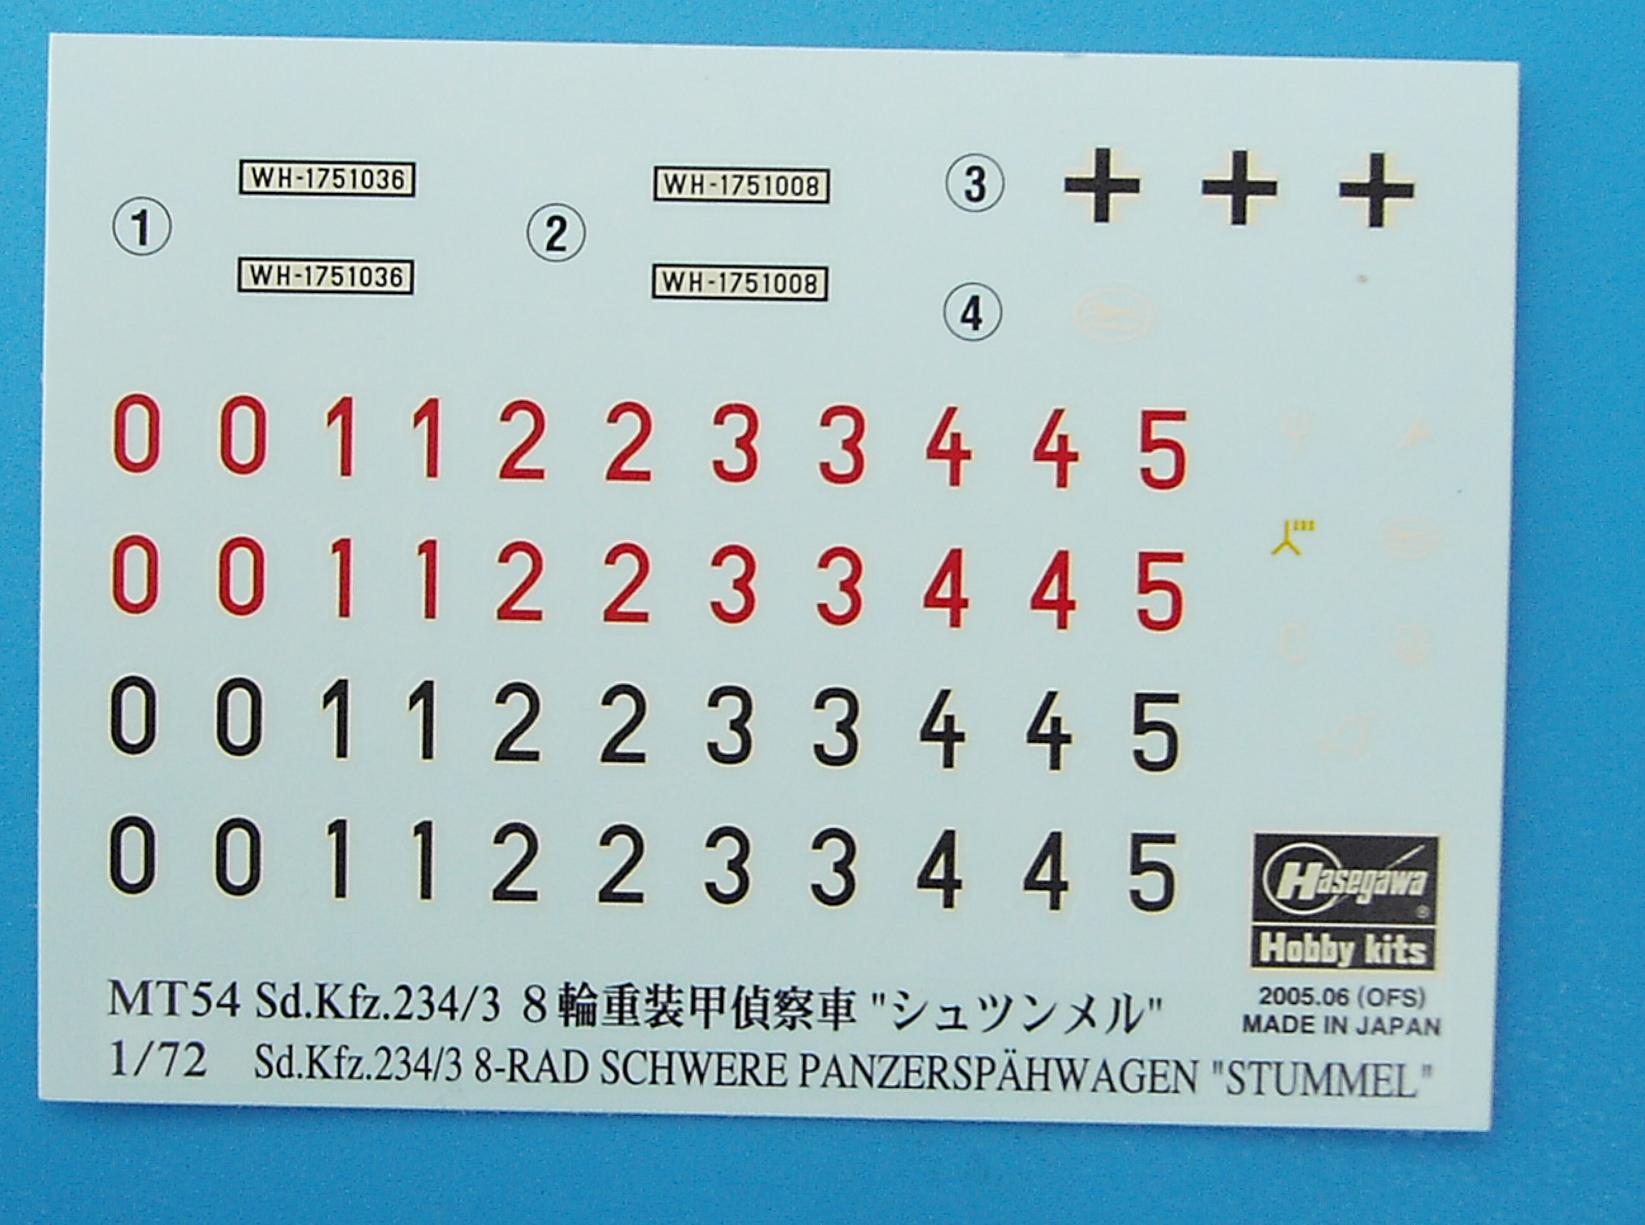 WH-1751036
WH-1751008
3
1
2
WH-1751036
WH-1751008
4
0 0 1 1 2 2 3 3 4 4 5
0 0 1 1 2 2 3 3 4 4 5
0 0 1 1 2 2 3 3 4 4 5
0 0 1 1 2 2 3 3 4 4 5
Hasegawa®
Hobby kits
2005.06 (OFS)
MADE IN JAPAN
MT54 Sd.Kfz.234/3 8輪重装甲偵察車 "シュツンメル"
1/72 Sd.Kfz.234/3 8-RAD SCHWERE PANZERSPÄHWAGEN "STUMMEL"